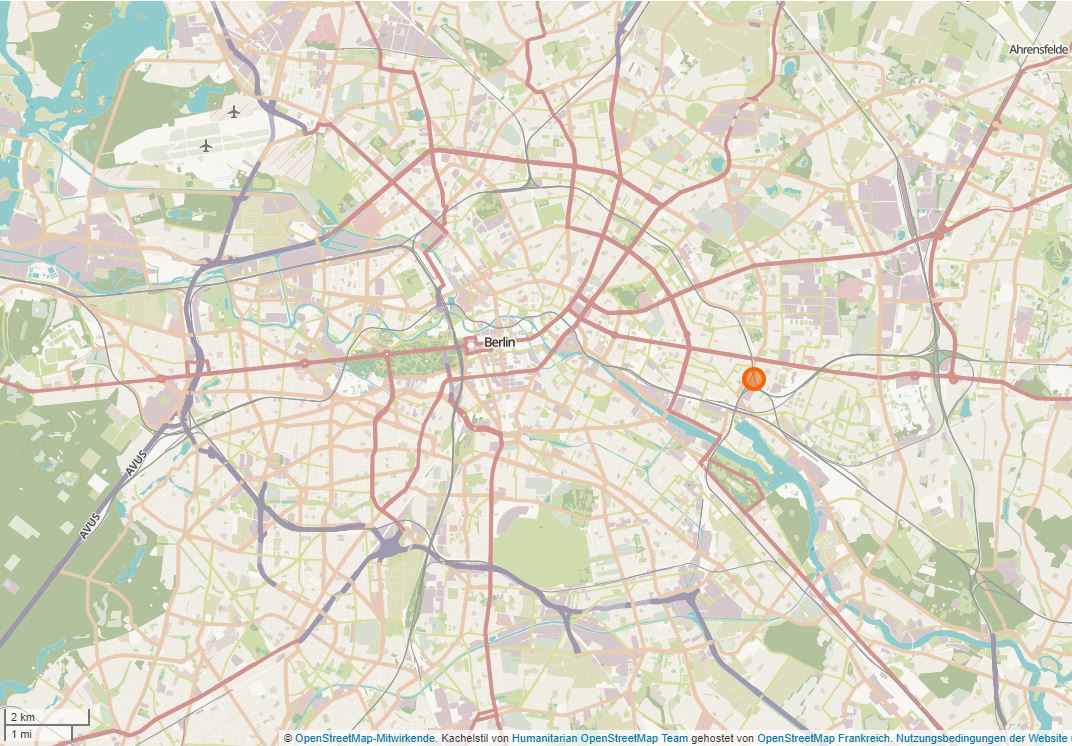 Ahrensfelde
Berlin
AVUS
AVUS
2 km
1 mi
© OpenStreetMap-Mitwirkende. Kachelstil von Humanitarian OpenStreetMap Team gehostet von OpenStreetMap Frankreich. Nutzungsbedingungen der Website